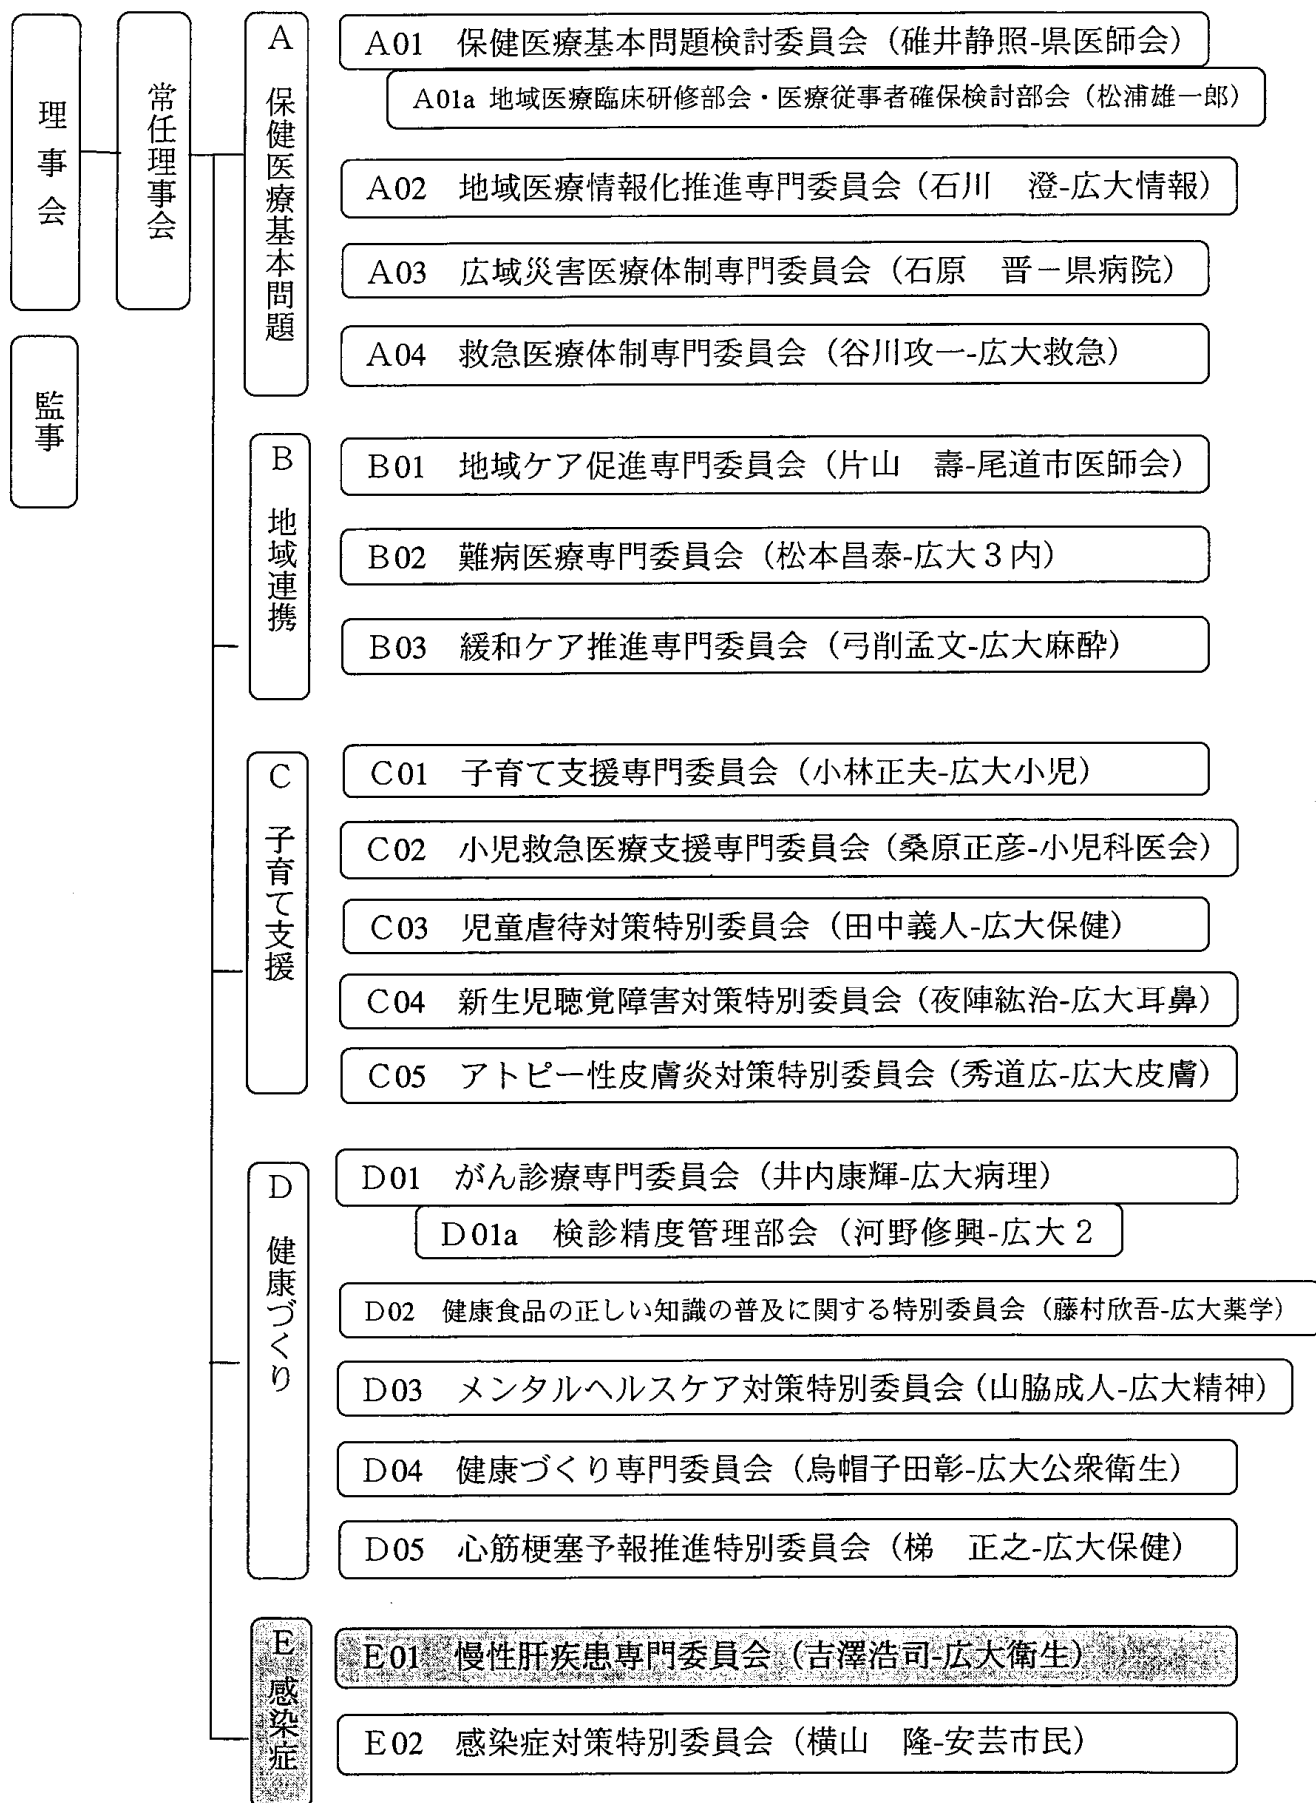 理事会
常任理事会
監事
A 保健医療基本問題
A01 保健医療基本問題検討委員会（碓井静照-県医師会）
A01a 地域医療臨床研修部会・医療従事者確保検討部会（松浦雄一郎）
A02 地域医療情報化推進専門委員会（石川 澄-広大情報）
A03 広域災害医療体制専門委員会（石原 晋－県病院）
A04 救急医療体制専門委員会（谷川攻一-広大救急）
B 地域連携
B01 地域ケア促進専門委員会（片山 壽-尾道市医師会）
B02 難病医療専門委員会（松本昌泰-広大３内）
B03 緩和ケア推進専門委員会（弓削孟文-広大麻酔）
C 子育て支援
C01 子育て支援専門委員会（小林正夫-広大小児）
C02 小児救急医療支援専門委員会（桑原正彦-小児科医会）
C03 児童虐待対策特別委員会（田中義人-広大保健）
C04 新生児聴覚障害対策特別委員会（夜陣紘治-広大耳鼻）
C05 アトピー性皮膚炎対策特別委員会（秀道広-広大皮膚）
D 健康づくり
D01 がん診療専門委員会（井内康輝-広大病理）
D01a 検診精度管理部会（河野修興-広大２
D02 健康食品の正しい知識の普及に関する特別委員会（藤村欣吾-広大薬学）
D03 メンタルヘルスケア対策特別委員会（山脇成人-広大精神）
D04 健康づくり専門委員会（烏帽子田彰-広大公衆衛生）
D05 心筋梗塞予報推進特別委員会（梯 正之-広大保健）
E 感染症
E01 慢性肝疾患専門委員会（吉澤浩司-広大衛生）
E02 感染症対策特別委員会（横山 隆-安芸市民）